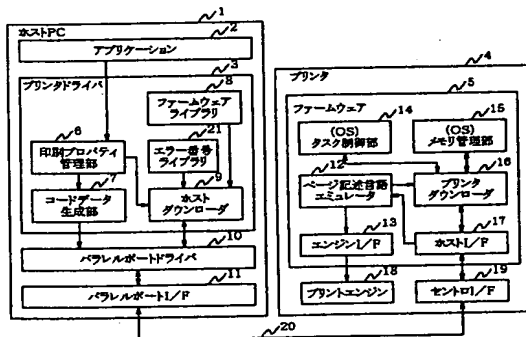 1
ホストPC
2
アプリケーション
3
プリンタドライバ
8
ファームウェア
ライブラリ
6
印刷プロパティ
管理部
21
エラー番号
ライブラリ
7
コードデータ
生成部
9
ホスト
ダウンローダ
10
パラレルポートドライバ
11
パラレルポートI/F
4
プリンタ
5
ファームウェア
14
(OS)
タスク制御部
15
(OS)
メモリ管理部
12
ページ記述言語
エミュレータ
16
プリンタ
ダウンローダ
13
エンジンI/F
17
ホストI/F
18
プリントエンジン
19
セントロI/F
20